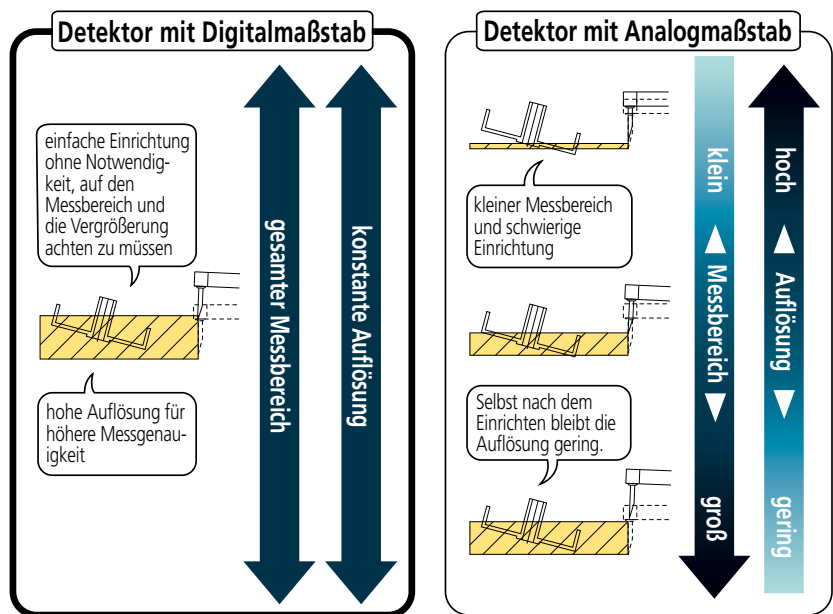 Detektor mit Digitalmaßstab
einfache Einrichtung
ohne Notwendig-
keit, auf den
Messbereich und
die Vergrößerung
achten zu müssen
hohe Auflösung für
höhere Messgenau-
igkeit
gesamter Messbereich
konstante Auflösung
Detektor mit Analogmaßstab
kleiner Messbereich
und schwierige
Einrichtung
Selbst nach dem
Einrichten bleibt die
Auflösung gering.
klein Messbereich groß
hoch Auflösung gering